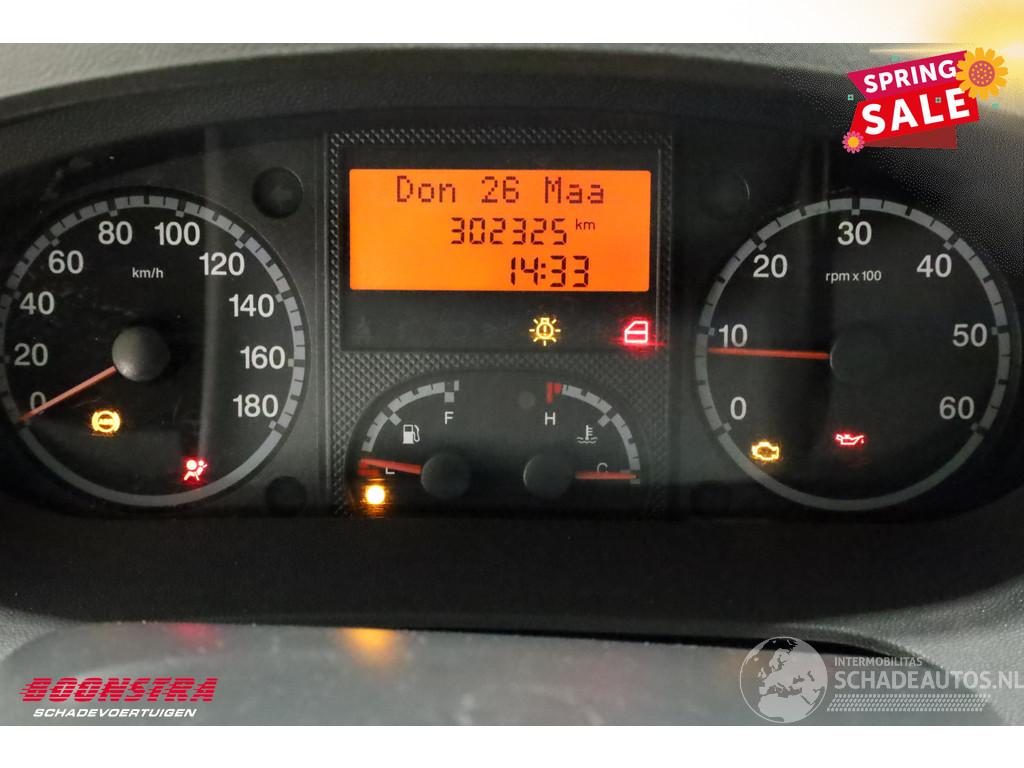 SPRING
SALE
Don 26 Maa
302325 km
14:33
0
20
40
60
80
100
120
140
160
180
km/h
0
10
20
30
40
50
60
rpm x 100
F
E
H
C
ABS
BOONSTRA
SCHADEVOERTUIGEN
INTERMOBILITAS
SCHADEAUTOS.NL